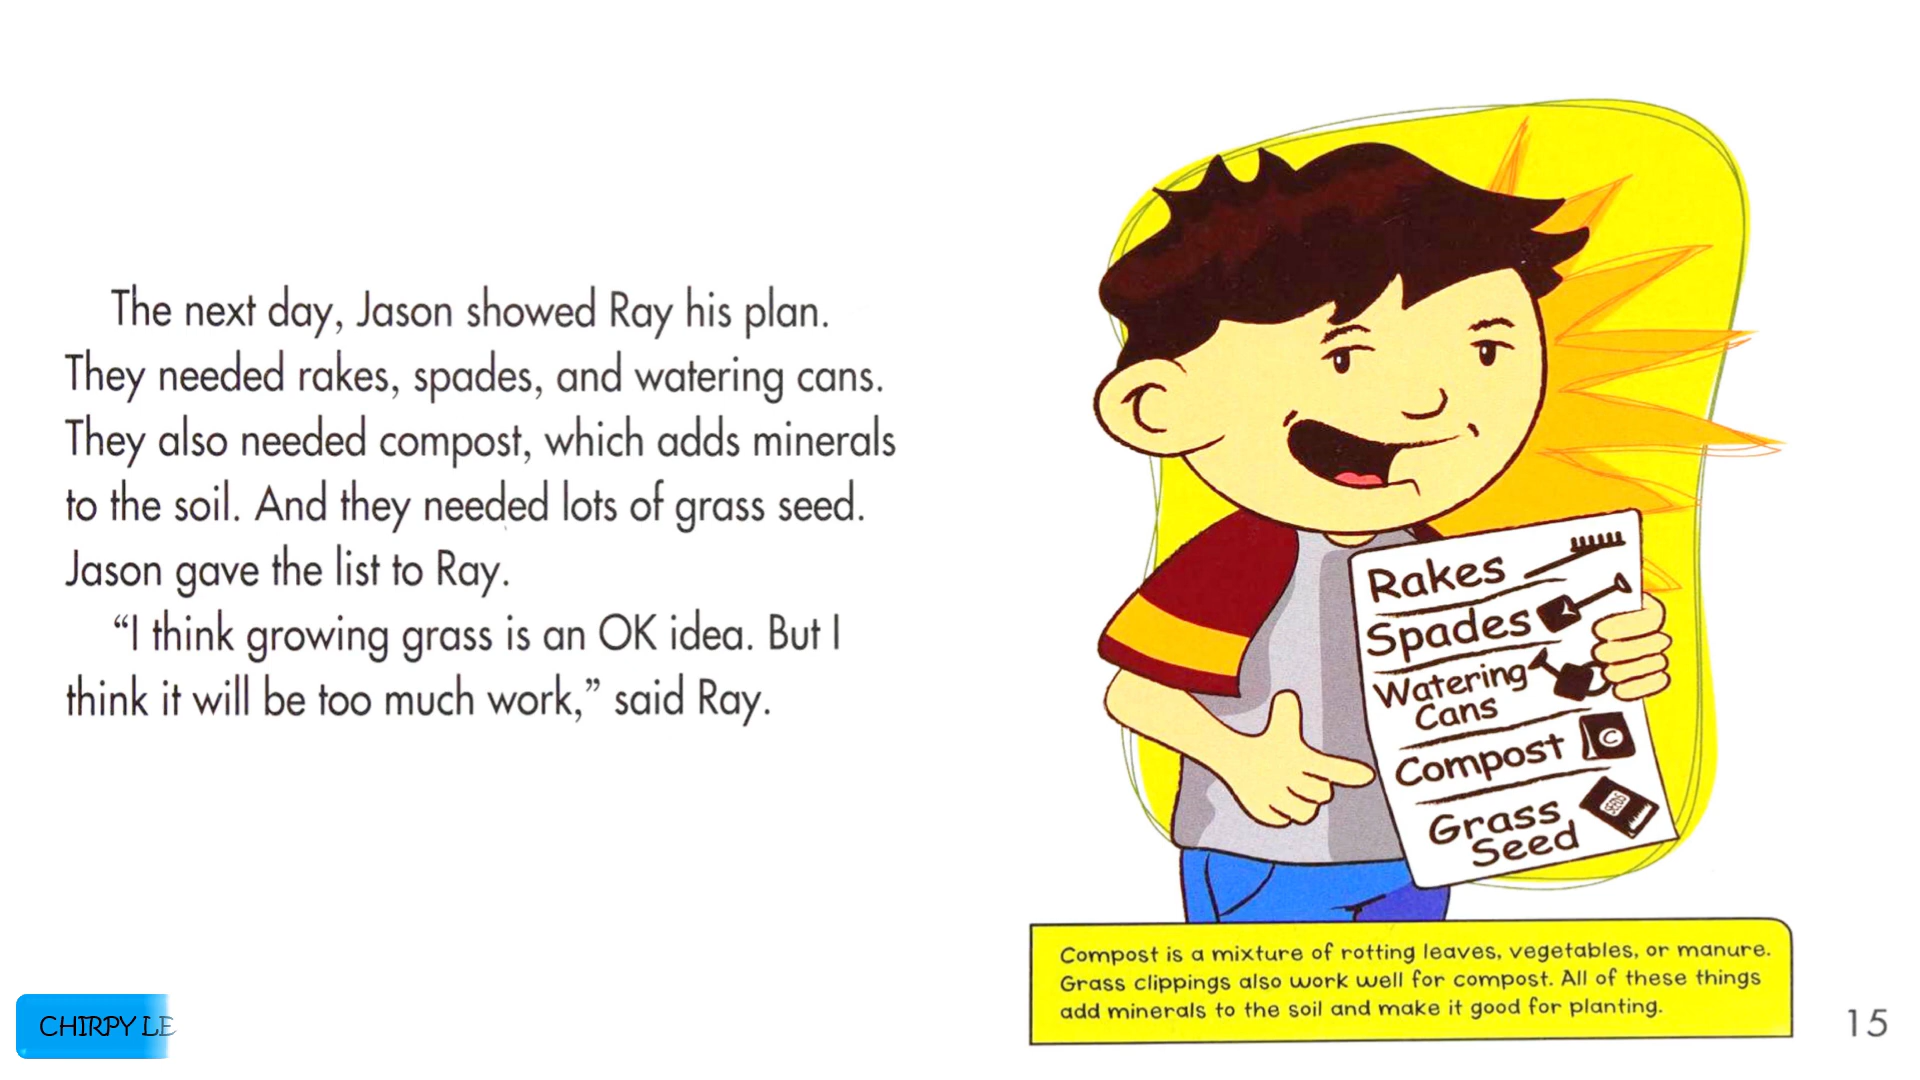 The next day, Jason showed Ray his plan.
They needed rakes, spades, and watering cans.
They also needed compost, which adds minerals
to the soil. And they needed lots of grass seed.
Jason gave the list to Ray.
“I think growing grass is an OK idea. But I
think it will be too much work,” said Ray.
Rakes
Spades
Watering
Cans
Compost
C
Grass
Seed
SEEDS
Compost is a mixture of rotting leaves, vegetables, or manure.
Grass clippings also work well for compost. All of these things
add minerals to the soil and make it good for planting.
15
CHIRPY LE